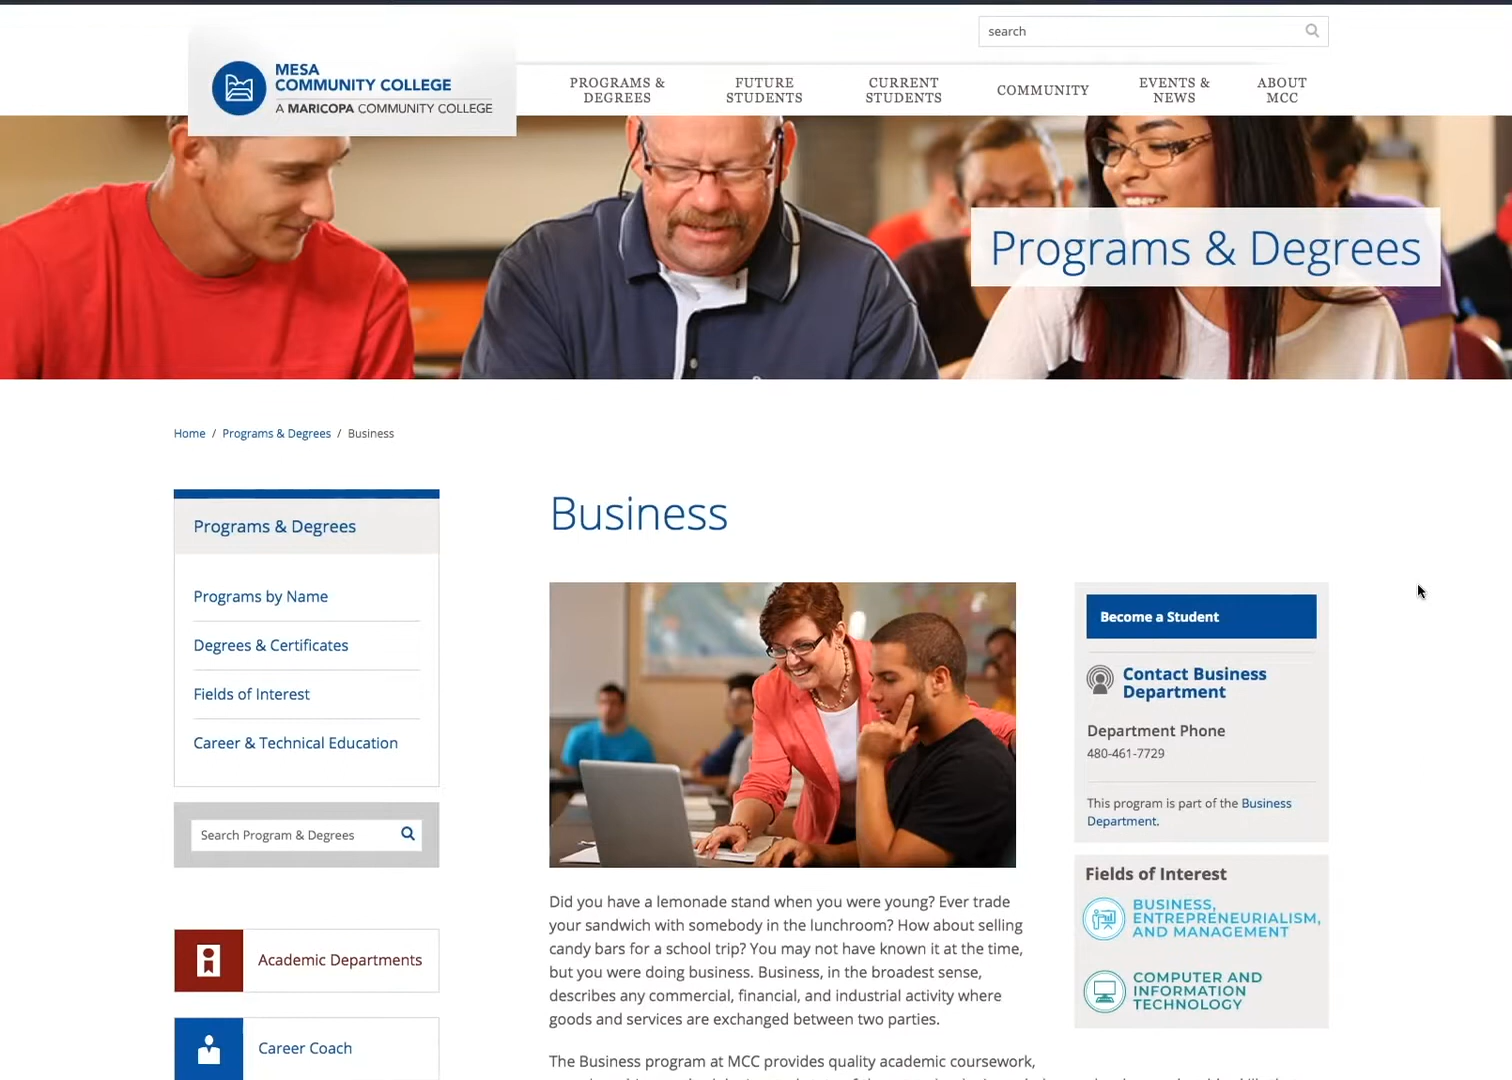 search
MESA
COMMUNITY COLLEGE
A MARICOPA COMMUNITY COLLEGE
PROGRAMS &
DEGREES
FUTURE
STUDENTS
CURRENT
STUDENTS
COMMUNITY
EVENTS &
NEWS
ABOUT
MCC
Programs & Degrees
Home / Programs & Degrees / Business
Programs & Degrees
Programs by Name
Degrees & Certificates
Fields of Interest
Career & Technical Education
Search Program & Degrees
Academic Departments
Career Coach
Business
Did you have a lemonade stand when you were young? Ever trade
your sandwich with somebody in the lunchroom? How about selling
candy bars for a school trip? You may not have known it at the time,
but you were doing business. Business, in the broadest sense,
describes any commercial, financial, and industrial activity where
goods and services are exchanged between two parties.
The Business program at MCC provides quality academic coursework,
Become a Student
Contact Business
Department
Department Phone
480-461-7729
This program is part of the Business
Department.
Fields of Interest
BUSINESS,
ENTREPRENEURIALISM,
AND MANAGEMENT
COMPUTER AND
INFORMATION
TECHNOLOGY